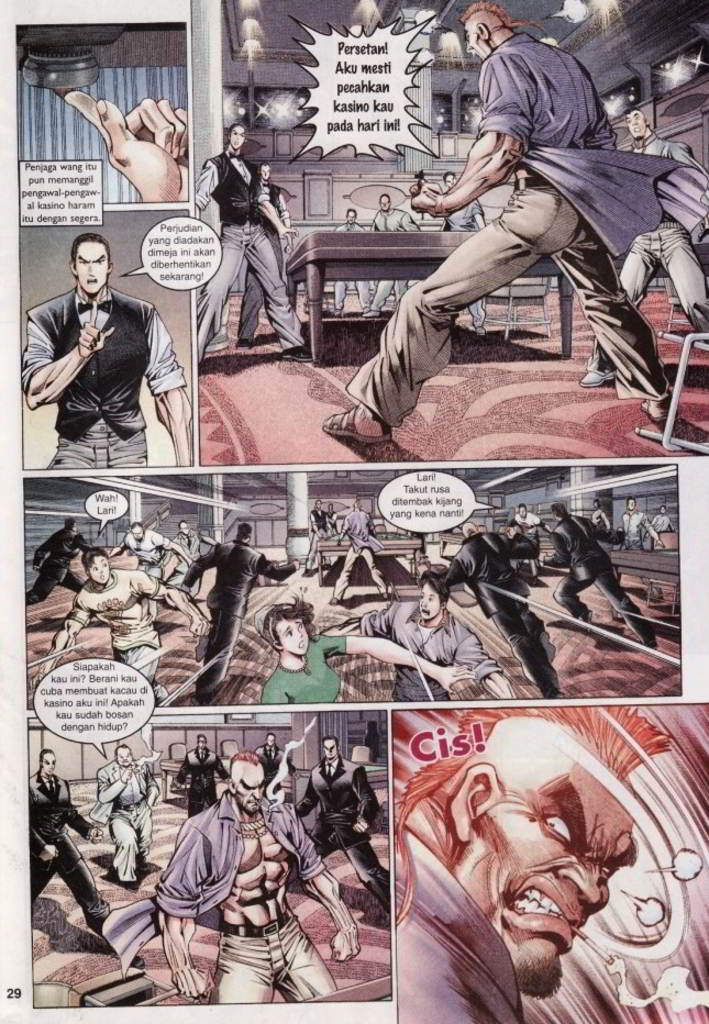 Penjaga wang itu
pun memanggil
pengawal-pengaw-
al kasino haram
itu dengan segera.
Perjudian
yang diadakan
dimeja ini akan
diberhentikan
sekarang!
Persetan!
Aku mesti
pecahkan
kasino kau
pada hari ini!
Wah!
Lari!
Lari!
Takut rusa
ditembak kijang
yang kena nanti!
Siapakah
kau ini? Berani kau
membuat kacau di
kasino aku ini! Apakah
kau sudah bosan
dengan hidup?
Cis!
29